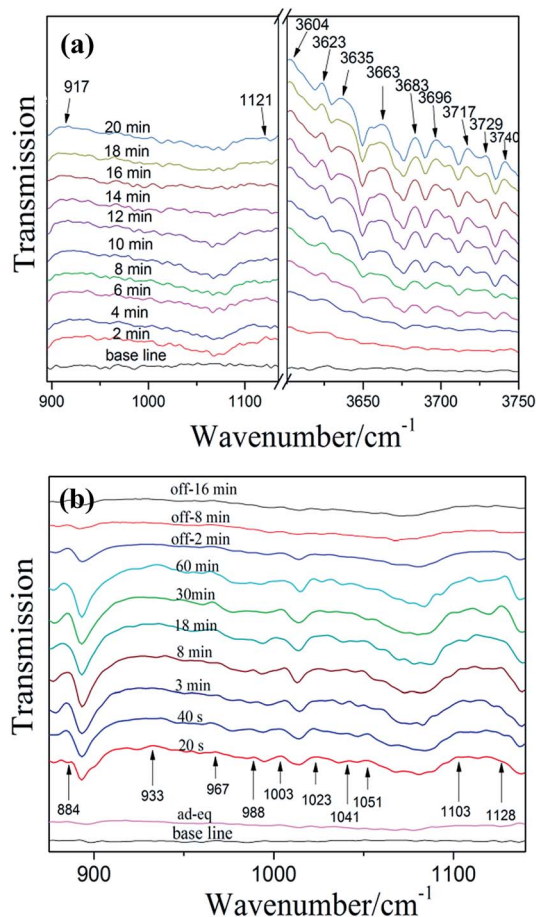 (a)
3604
3623
3635
3663
3683
3696
3717
3729
3740
917
1121
20 min
18 min
16 min
14 min
12 min
10 min
8 min
6 min
4 min
2 min
base line
Transmission
900 1000 1100 3650 3700 3750
Wavenumber/cm⁻¹
(b)
off-16 min
off-8 min
off-2 min
60 min
30min
18 min
8 min
3 min
40 s
20 s
884
933
967
988
1003
1023
1041
1051
1103
1128
ad-eq
base line
Transmission
900 1000 1100
Wavenumber/cm⁻¹